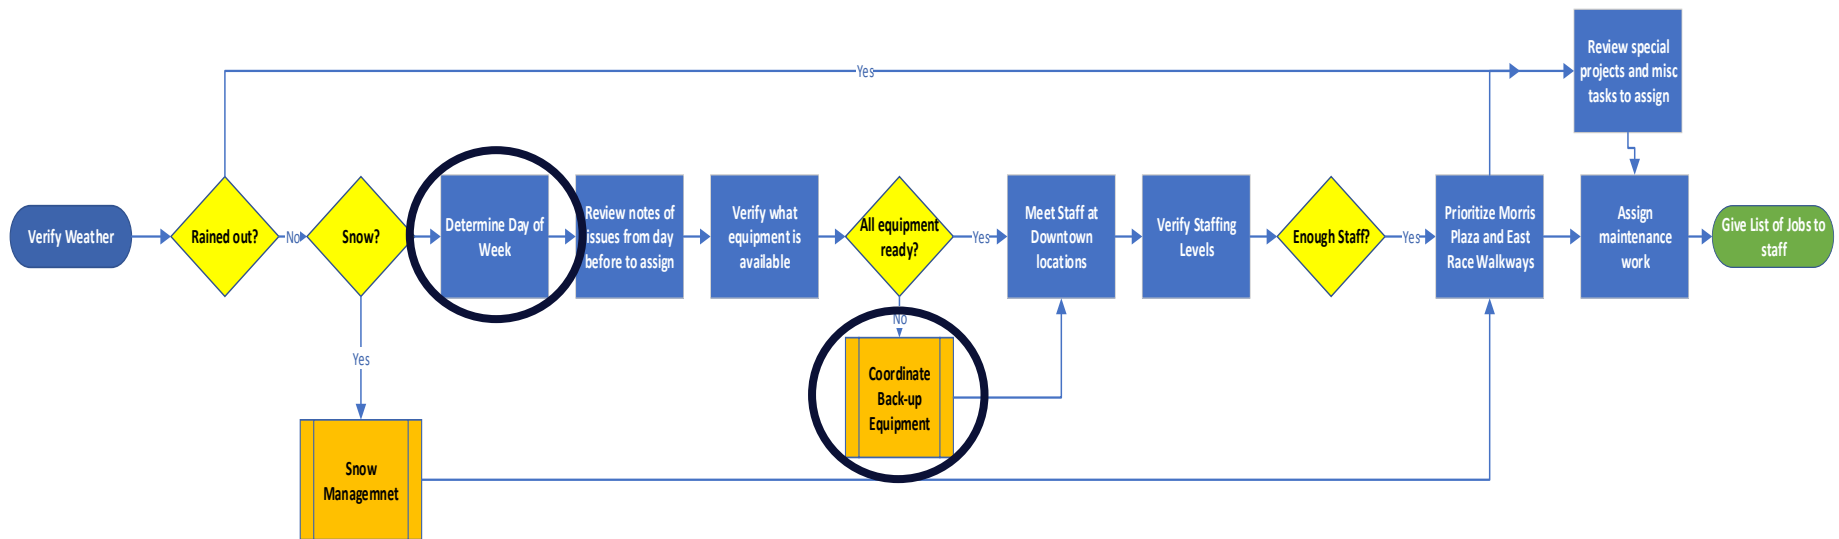 Review special
projects and misc
tasks to assign
Yes
Verify Weather
Rained out?
No
Snow?
Determine Day of
Week
Review notes of
issues from day
before to assign
Verify what
equipment is
available
All equipment
ready?
Yes
Meet Staff at
Downtown
locations
Verify Staffing
Levels
Enough Staff?
Yes
Prioritize Morris
Plaza and East
Race Walkways
Assign
maintenance
work
Give List of Jobs to
staff
No
Yes
Coordinate
Back-up
Equipment
Snow
Managemnet